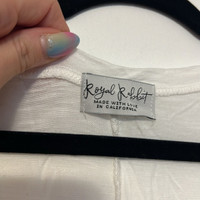 Royal Rabbit
MADE WITH LOVE
IN CALIFORNIA